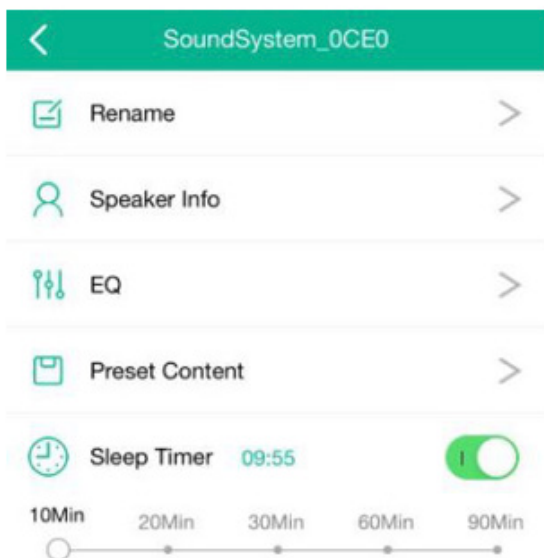 SoundSystem_0CE0
Rename
Speaker Info
EQ
Preset Content
Sleep Timer 09:55
10Min 20Min 30Min 60Min 90Min